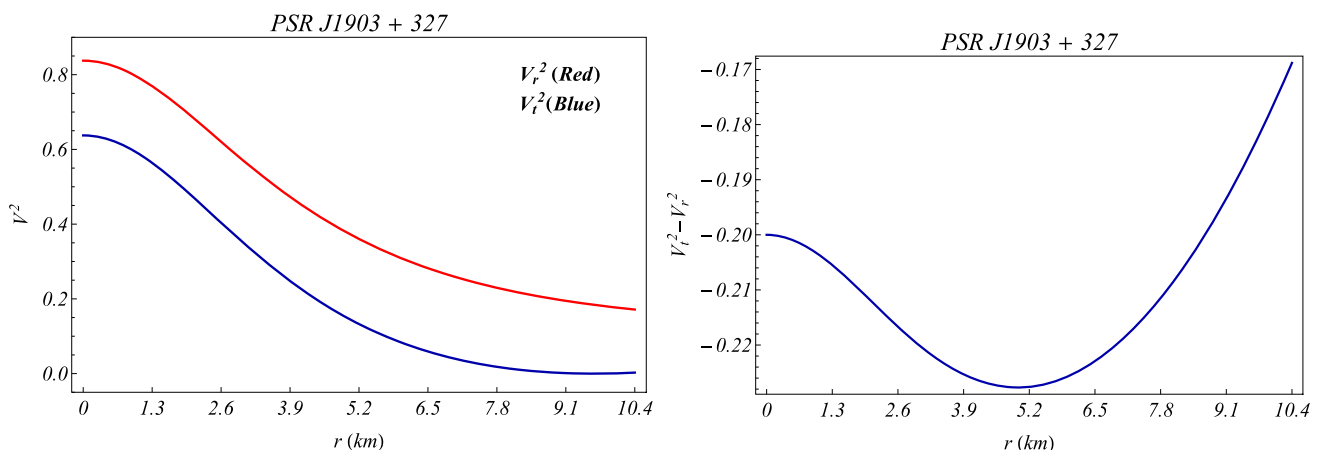 PSR J1903 + 327
V_r^2 (Red)
V_t^2 (Blue)
V^2
0.8
0.6
0.4
0.2
0.0
0 1.3 2.6 3.9 5.2 6.5 7.8 9.1 10.4
r (km)
PSR J1903 + 327
V_t^2 − V_r^2
−0.17
−0.18
−0.19
−0.20
−0.21
−0.22
0 1.3 2.6 3.9 5.2 6.5 7.8 9.1 10.4
r (km)